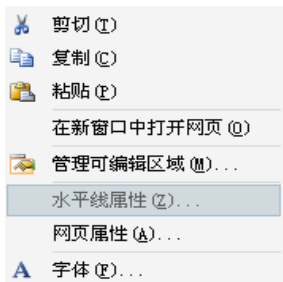 剪切(T)
复制(C)
粘贴(P)
在新窗口中打开网页(O)
管理可编辑区域(M)...
水平线属性(Z)...
网页属性(A)...
字体(F)...